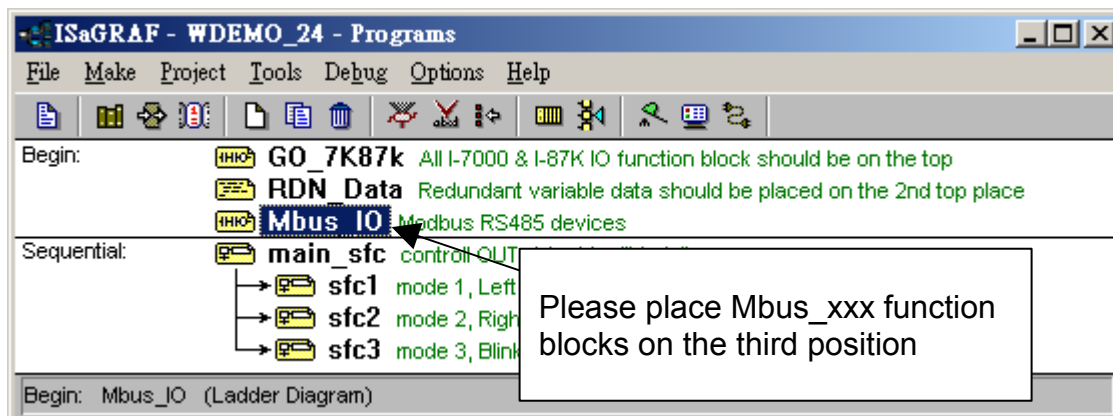 ISaGRAF - WDEMO_24 - Programs
File Make Project Tools Debug Options Help
Begin: GO_7K87k All I-7000 & I-87K IO function block should be on the top
RDN_Data Redundant variable data should be placed on the 2nd top place
Mbus_IO Modbus RS485 devices
Sequential: main_sfc controll OUT
sfc1 mode 1, Left
sfc2 mode 2, Righ
sfc3 mode 3, Blink
Please place Mbus_xxx function
blocks on the third position
Begin: Mbus_IO (Ladder Diagram)